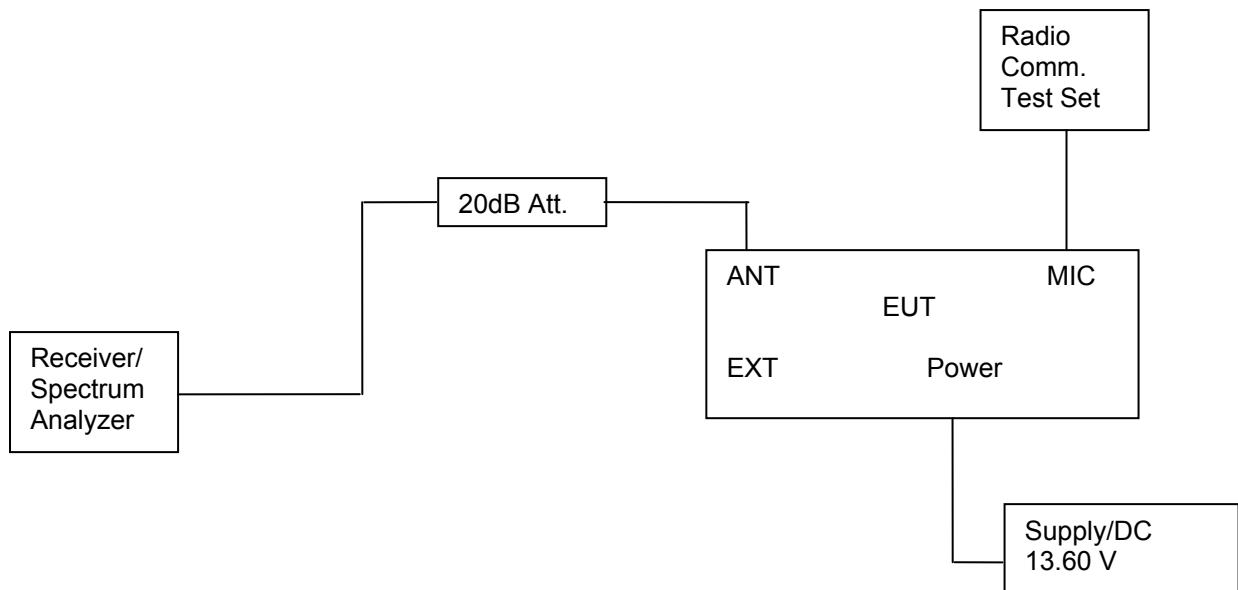 Radio
Comm.
Test Set
20dB Att.
ANT
MIC
EUT
EXT
Power
Receiver/
Spectrum
Analyzer
Supply/DC
13.60 V